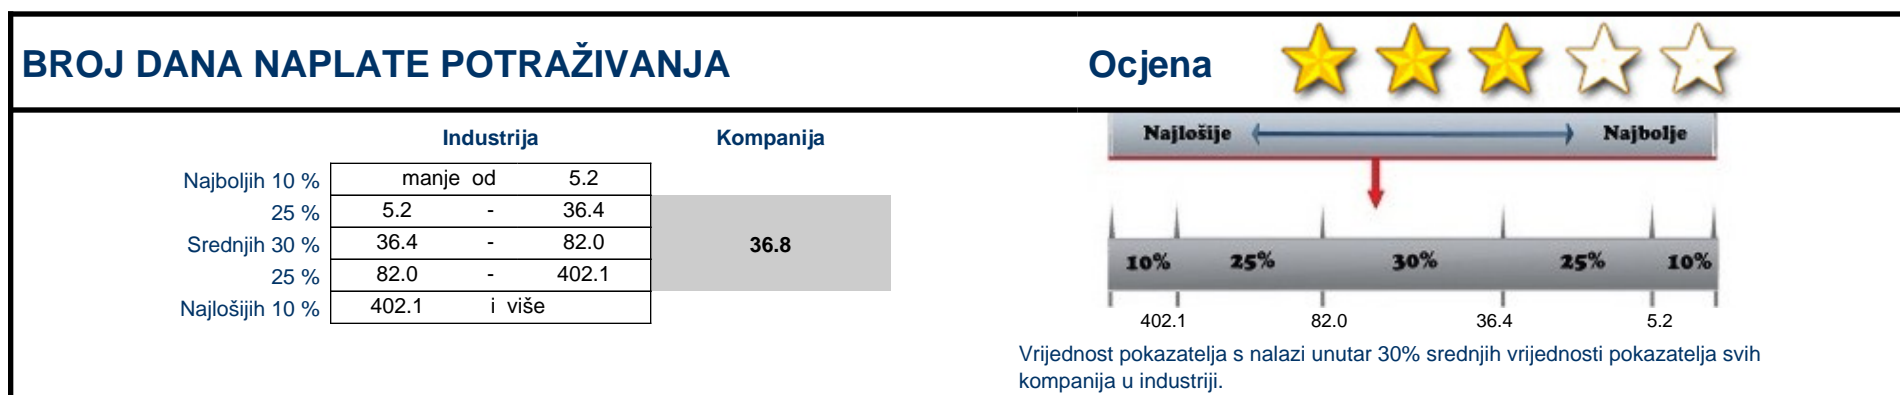 BROJ DANA NAPLATE POTRAŽIVANJA Ocjena
Industrija Kompanija
Najboljih 10 % manje od 5.2
25 % 5.2 - 36.4
Srednjih 30 % 36.4 - 82.0 36.8
25 % 82.0 - 402.1
Najlošijih 10 % 402.1 i više
Najlošije Najbolje
10% 25% 30% 25% 10%
402.1 82.0 36.4 5.2
Vrijednost pokazatelja s nalazi unutar 30% srednjih vrijednosti pokazatelja svih
kompanija u industriji.